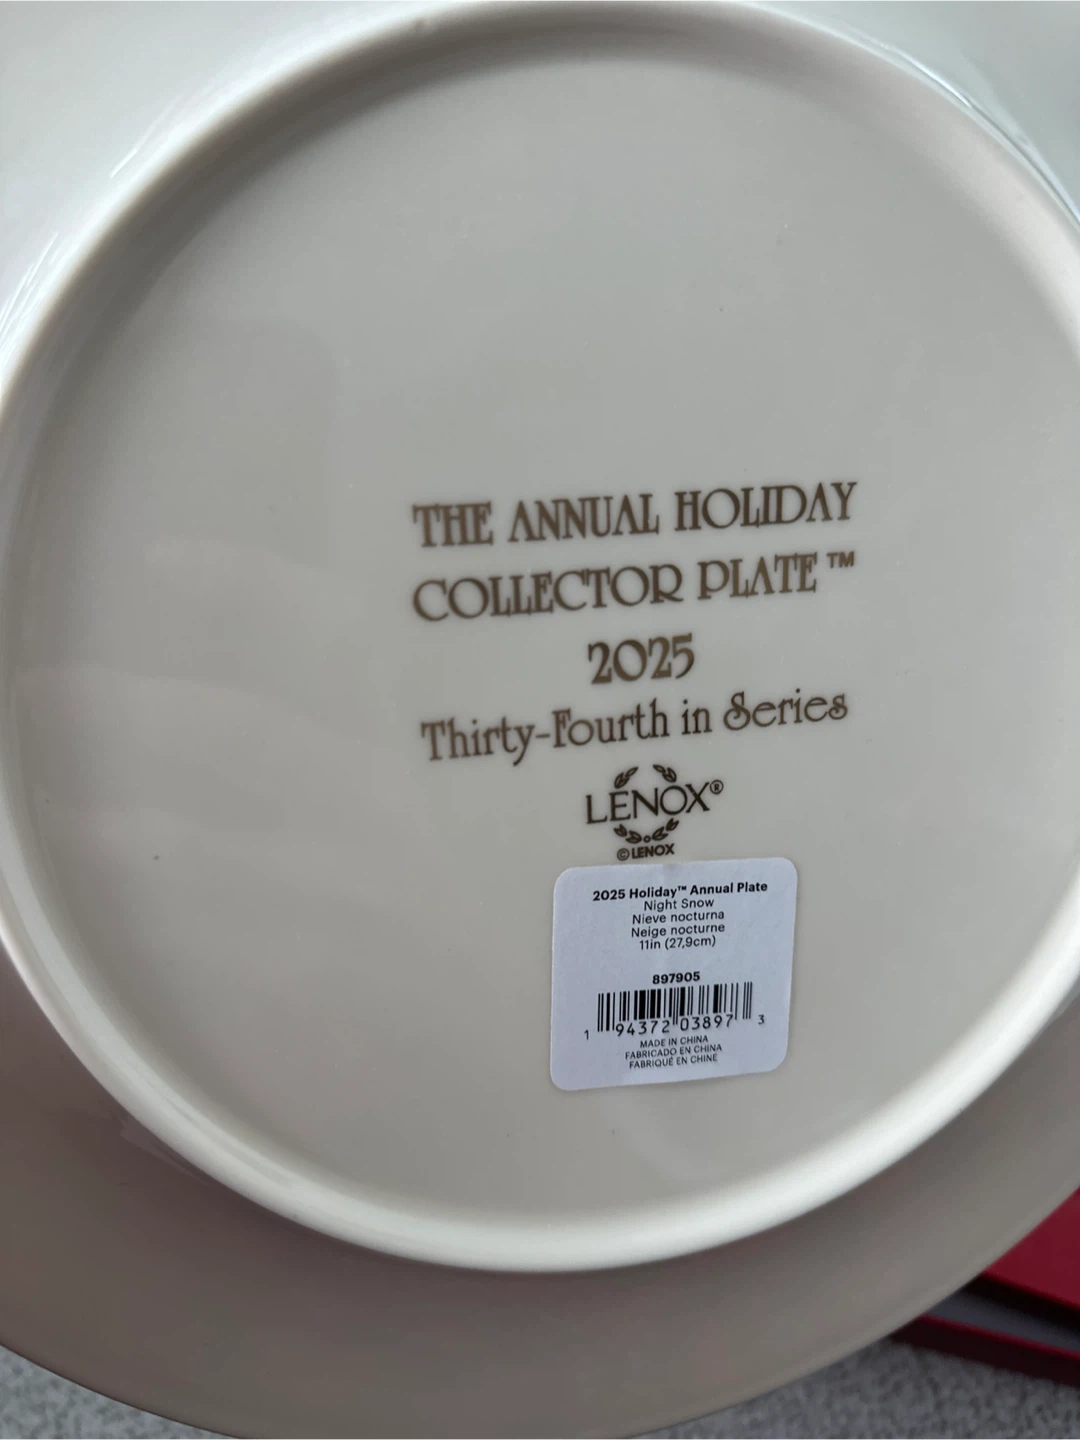 THE ANNUAL HOLIDAY
COLLECTOR PLATE™
2025
Thirty-Fourth in Series
LENOX®
© LENOX
2025 Holiday™ Annual Plate
Night Snow
Nieve nocturna
Neige nocturne
11in (27,9cm)
897905
1 94372 03897 3
MADE IN CHINA
FABRICADO EN CHINA
FABRIQUÉ EN CHINE